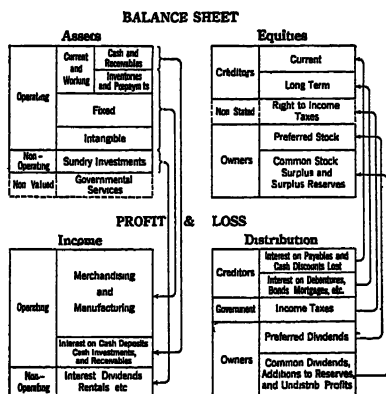 BALANCE SHEET
Assets
Operating
Current
and
Working
Cash and
Receivables
Inventories
and Prepayments
Fixed
Intangible
Non-
Operating
Sundry Investments
Non Valued
Governmental
Services
Equities
Creditors
Current
Long Term
Non Stated
Right to Income
Taxes
Owners
Preferred Stock
Common Stock
Surplus and
Surplus Reserves
PROFIT & LOSS
Income
Operating
Merchandising
and
Manufacturing
Interest on Cash Deposits
Cash Investments,
and Receivables
Non-
Operating
Interest Dividends
Rentals etc
Distribution
Creditors
Interest on Payables and
Cash Discounts Lost
Interest on Debentures,
Bonds Mortgages, etc.
Government
Income Taxes
Owners
Preferred Dividends
Common Dividends,
Additions to Reserves,
and Undistrib Profits